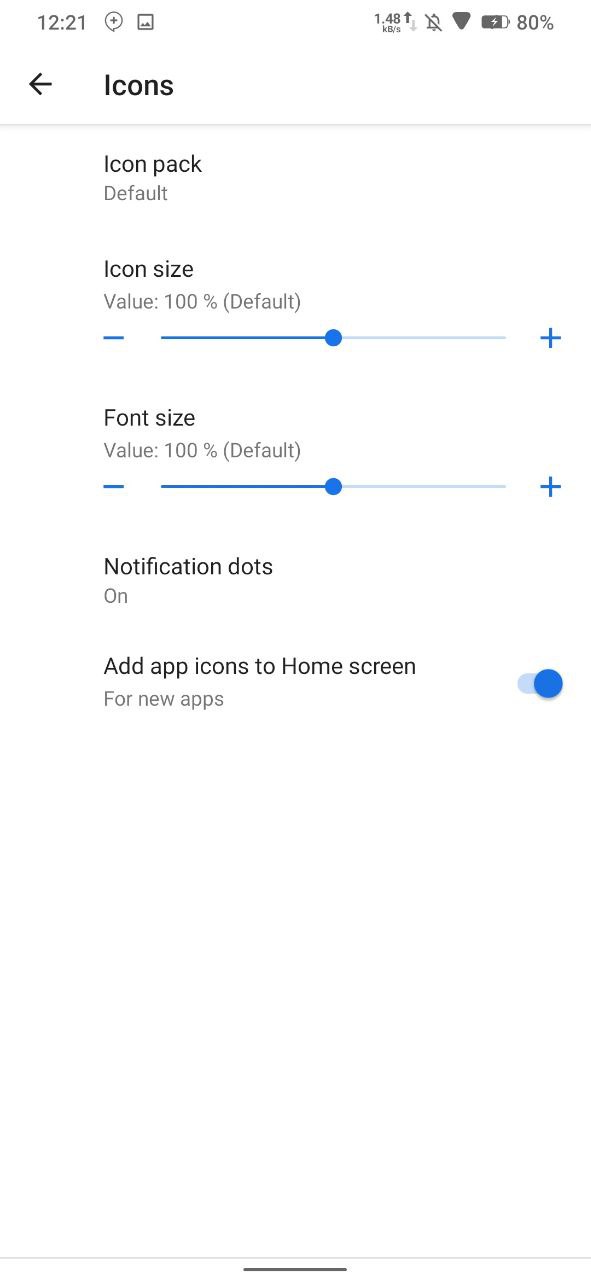 12:21 1.48 kB/s 80%
Icons
Icon pack
Default
Icon size
Value: 100 % (Default)
Font size
Value: 100 % (Default)
Notification dots
On
Add app icons to Home screen
For new apps